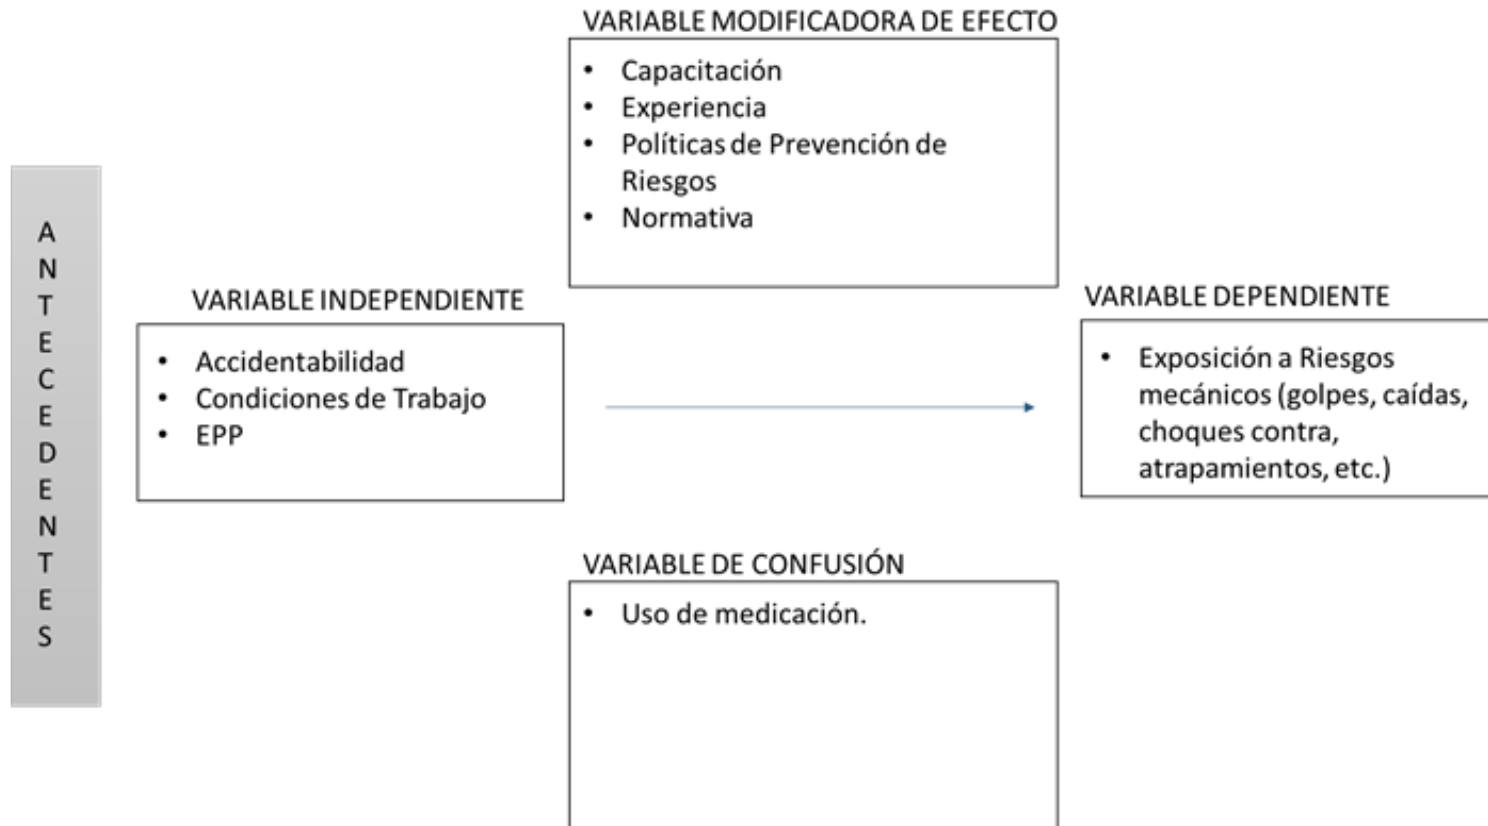 VARIABLE MODIFICADORA DE EFECTO
• Capacitación
• Experiencia
• Políticas de Prevención de
Riesgos
• Normativa
A
N
T
E
C
E
D
E
N
T
E
S
VARIABLE INDEPENDIENTE
• Accidentabilidad
• Condiciones de Trabajo
• EPP
VARIABLE DEPENDIENTE
• Exposición a Riesgos
mecánicos (golpes, caídas,
choques contra,
atrapamientos, etc.)
VARIABLE DE CONFUSIÓN
• Uso de medicación.